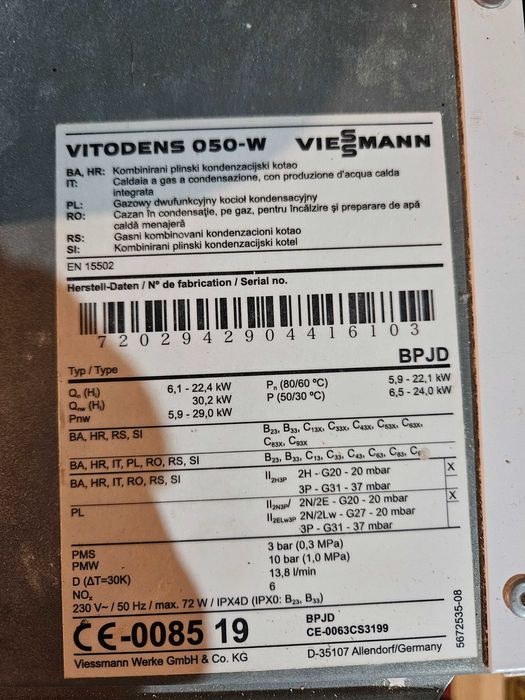 VITODENS 050-W VIESSMANN
BA, HR: Kombinirani plinski kondenzacijski kotao
IT: Caldaia a gas a condensazione, con produzione d'acqua calda
integrata
PL: Gazowy dwufunkcyjny kocioł kondensacyjny
RO: Cazan în condensaţie, pe gaz, pentru încălzire şi preparare de apă
caldă menajeră
RS: Gasni kombinovani kondenzacioni kotao
SI: Kombinirani plinski kondenzacijski kotel
EN 15502
Herstell-Daten / N° de fabrication / Serial no.
7202942904416103
Typ / Type BPJD
Qn (Hi) 6,1 - 22,4 kW Pn (80/60 °C) 5,9 - 22,1 kW
Qnw (Hi) 30,2 kW P (50/30 °C) 6,5 - 24,0 kW
Pnw 5,9 - 29,0 kW
BA, HR, RS, SI B23, B33, C13X, C33X, C43X, C53X, C63X,
C83X, C93X
BA, HR, IT, PL, RO, RS, SI B23, B33, C13, C33, C43, C53, C63, C83, C9
BA, HR, IT, RO, RS, SI II2H3P 2H - G20 - 20 mbar X
3P - G31 - 37 mbar
PL II2N3P/ 2N/2E - G20 - 20 mbar X
II2ELw3P 2N/2Lw - G27 - 20 mbar
3P - G31 - 37 mbar
PMS 3 bar (0,3 MPa)
PMW 10 bar (1,0 MPa)
D (ΔT=30K) 13,8 l/min
NOx 6
230 V~ / 50 Hz / max. 72 W / IPX4D (IPX0: B23, B33)
CE-0085 19 BPJD
CE-0063CS3199
Viessmann Werke GmbH & Co. KG D-35107 Allendorf/Germany
5672535-08